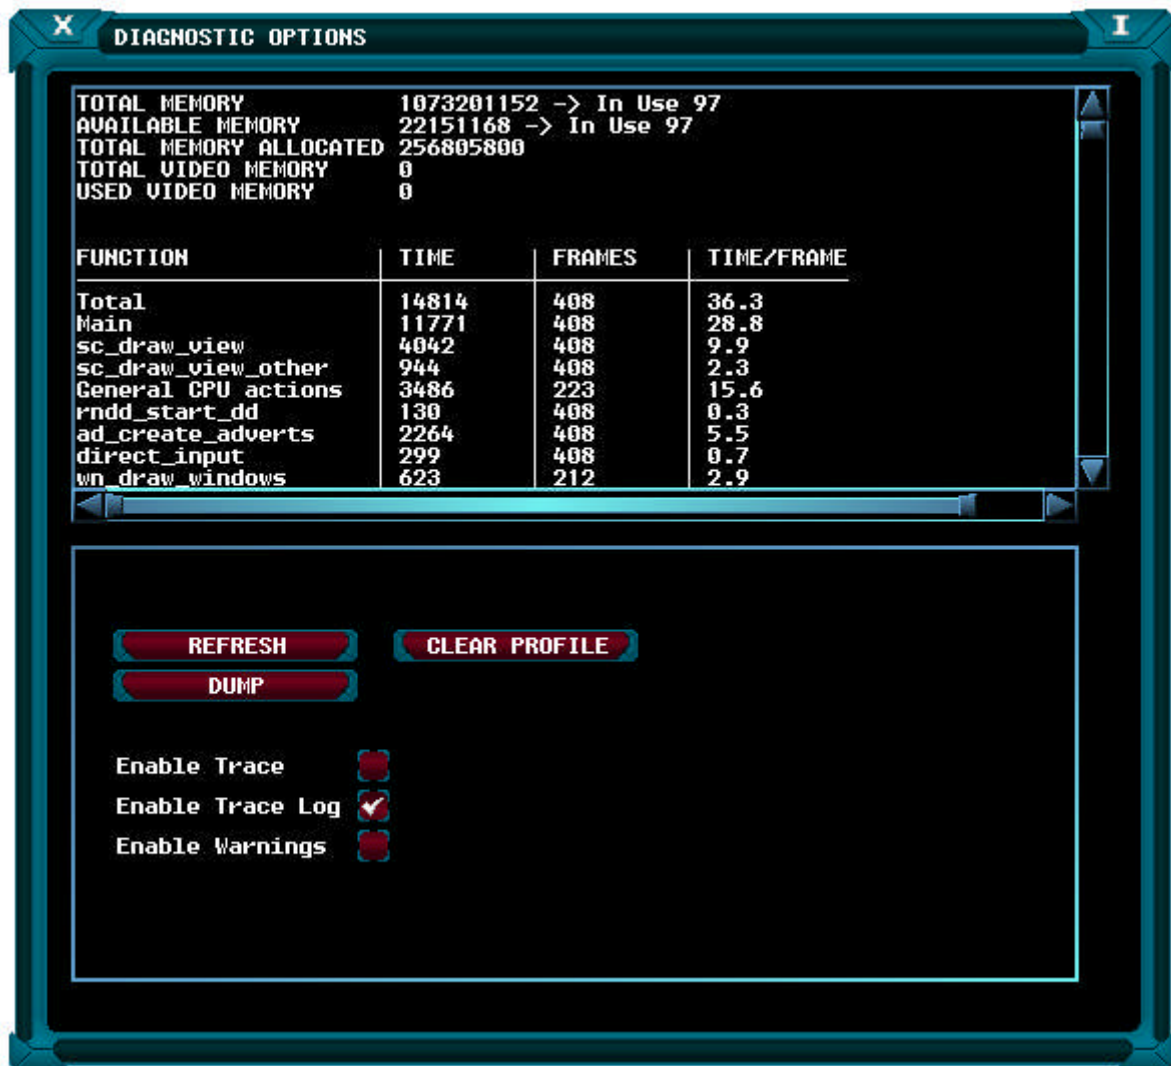 X DIAGNOSTIC OPTIONS I
TOTAL MEMORY 1073201152 -> In Use 97
AVAILABLE MEMORY 22151168 -> In Use 97
TOTAL MEMORY ALLOCATED 256805800
TOTAL VIDEO MEMORY 0
USED VIDEO MEMORY 0
FUNCTION TIME FRAMES TIME/FRAME
Total 14814 408 36.3
Main 11771 408 28.8
sc_draw_view 4042 408 9.9
sc_draw_view_other 944 408 2.3
General CPU actions 3486 223 15.6
rndd_start_dd 130 408 0.3
ad_create_adverts 2264 408 5.5
direct_input 299 408 0.7
wn_draw_windows 623 212 2.9
REFRESH CLEAR PROFILE
DUMP
Enable Trace
Enable Trace Log
Enable Warnings